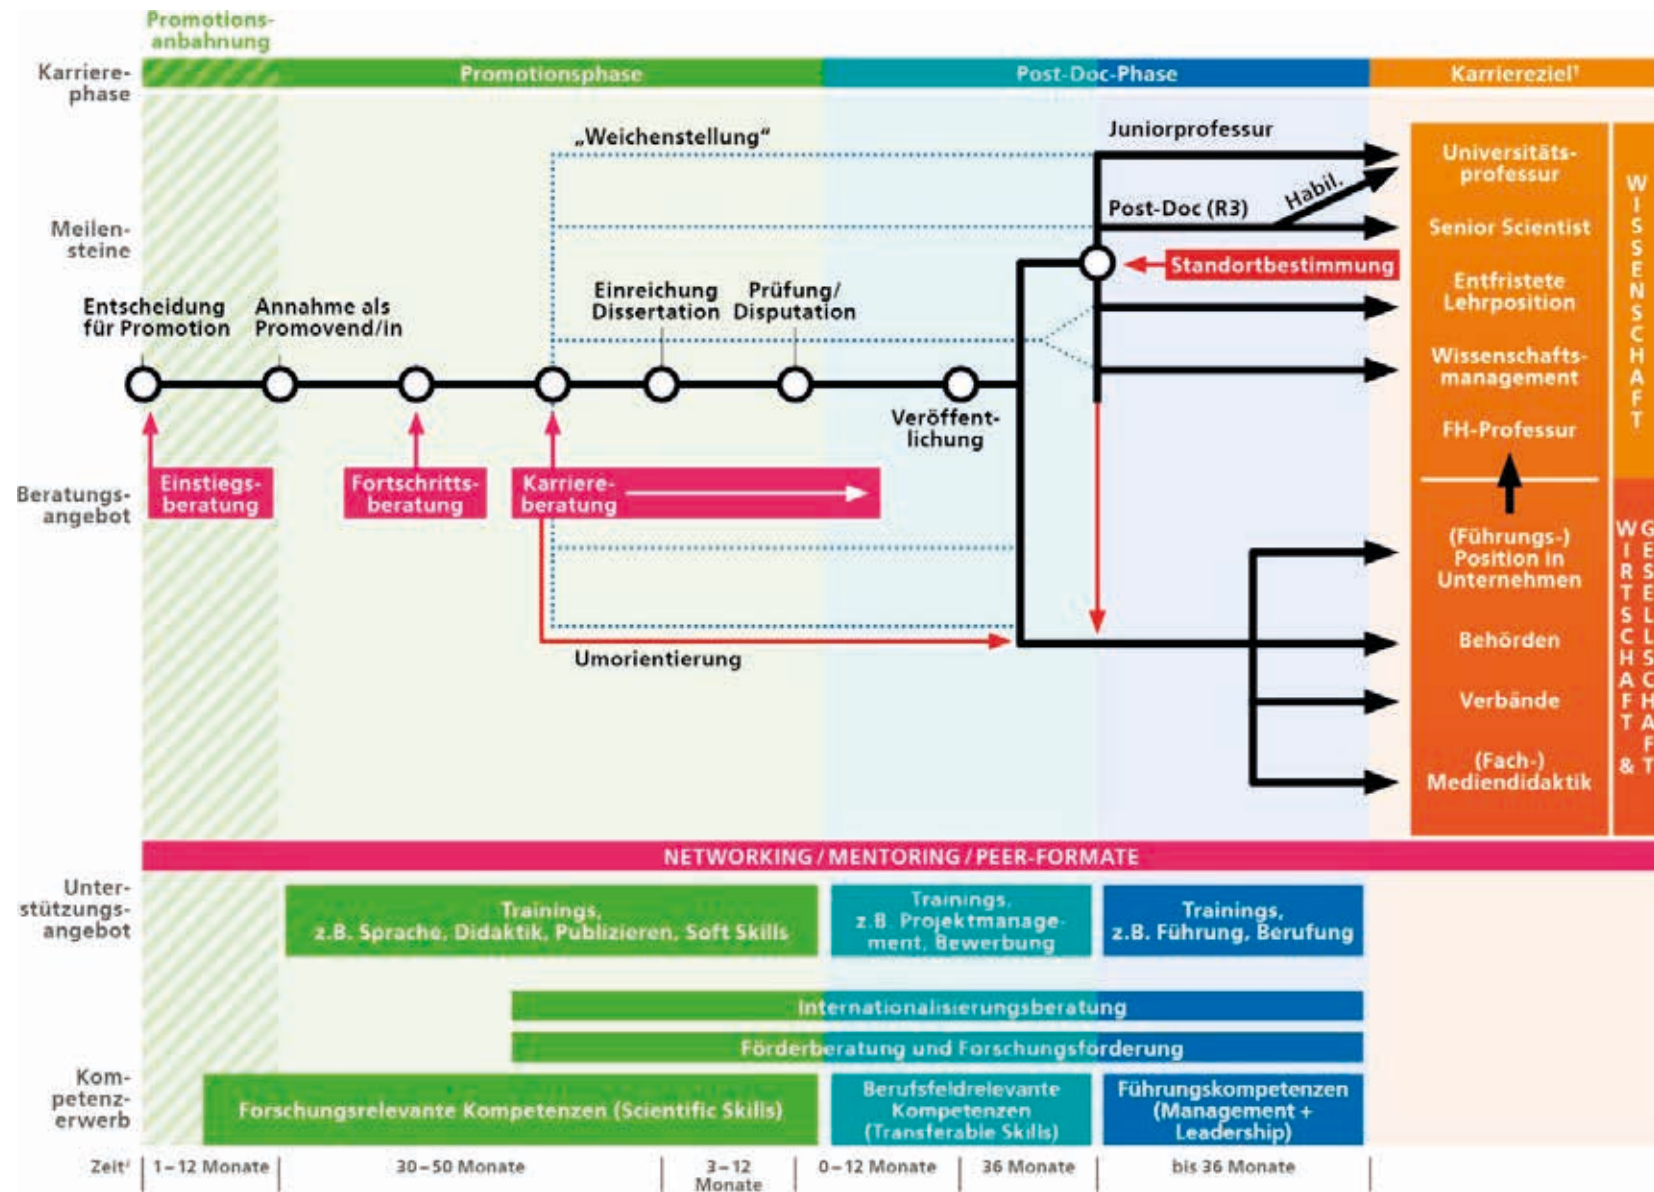 Promotions-
anbahnung
Karriere-
phase
Promotionsphase
Post-Doc-Phase
Karriereziel¹
„Weichenstellung“
Juniorprofessur
Universitäts-
professur
Habil.
Meilen-
steine
Post-Doc (R3)
Senior Scientist
Standortbestimmung
Entscheidung
für Promotion
Annahme als
Promovend/in
Einreichung
Dissertation
Prüfung/
Disputation
Entfristete
Lehrposition
Wissenschafts-
management
Veröffent-
lichung
FH-Professur
WISSENSCHAFT
Beratungs-
angebot
Einstiegs-
beratung
Fortschritts-
beratung
Karriere-
beratung
(Führungs-)
Position in
Unternehmen
Umorientierung
Behörden
Verbände
(Fach-)
Mediendidaktik
WIRTSCHAFT &
GESELLSCHAFT
NETWORKING / MENTORING / PEER-FORMATE
Unter-
stützungs-
angebot
Trainings,
z.B. Sprache, Didaktik, Publizieren, Soft Skills
Trainings,
z.B. Projektmanage-
ment, Bewerbung
Trainings,
z.B. Führung, Berufung
Internationalisierungsberatung
Förderberatung und Forschungsförderung
Kom-
petenz-
erwerb
Forschungsrelevante Kompetenzen (Scientific Skills)
Berufsfeldrelevante
Kompetenzen
(Transferable Skills)
Führungskompetenzen
(Management +
Leadership)
Zeit²
1–12 Monate
30–50 Monate
3–12
Monate
0–12 Monate
36 Monate
bis 36 Monate